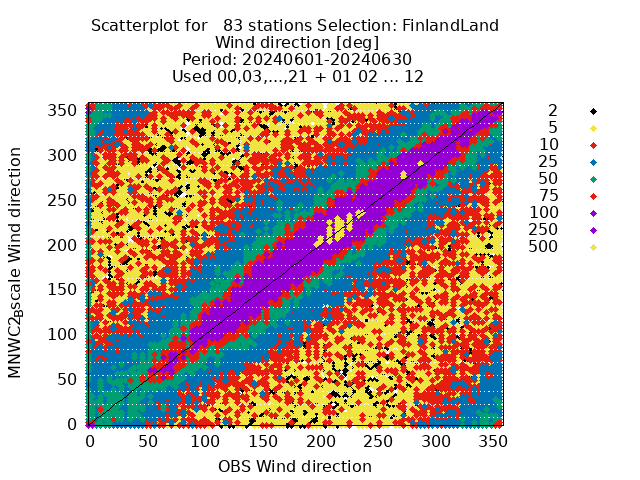 Scatterplot for   83 stations Selection: FinlandLand
Wind direction [deg]
Period: 20240601-20240630
Used 00,03,...,21 + 01 02 ... 12
350
300
250
200
150
100
50
0
MNWC2_Bscale Wind direction
0 50 100 150 200 250 300 350
OBS Wind direction
2
5
10
25
50
75
100
250
500